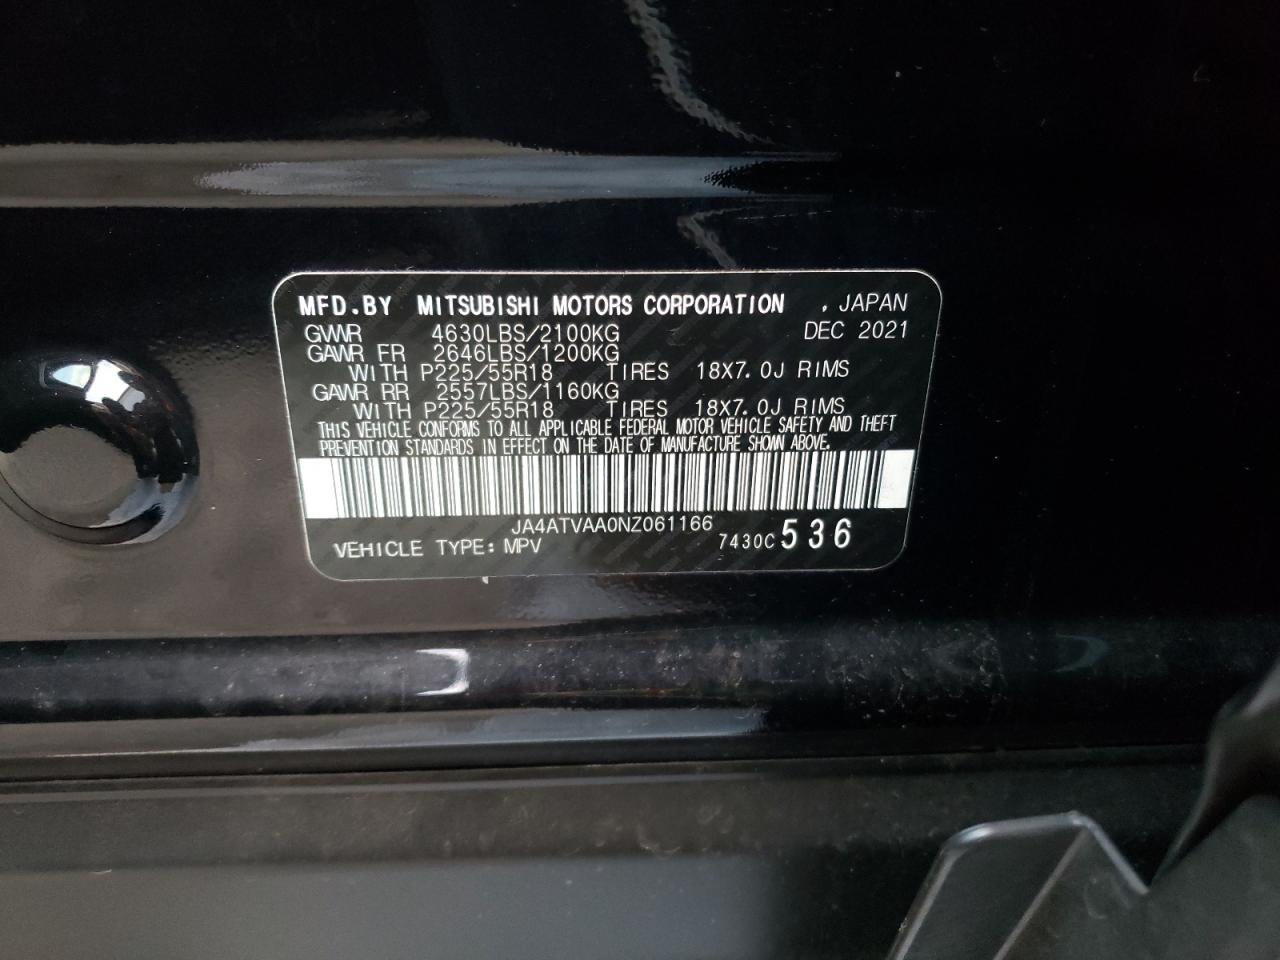 MFD.BY MITSUBISHI MOTORS CORPORATION , JAPAN
GVWR 4630LBS/2100KG DEC 2021
GAWR FR 2646LBS/1200KG
WITH P225/55R18 TIRES 18X7.0J RIMS
GAWR RR 2557LBS/1160KG
WITH P225/55R18 TIRES 18X7.0J RIMS
THIS VEHICLE CONFORMS TO ALL APPLICABLE FEDERAL MOTOR VEHICLE SAFETY AND THEFT
PREVENTION STANDARDS IN EFFECT ON THE DATE OF MANUFACTURE SHOWN ABOVE.
JA4ATVAA0NZ061166
VEHICLE TYPE: MPV 7430C 536